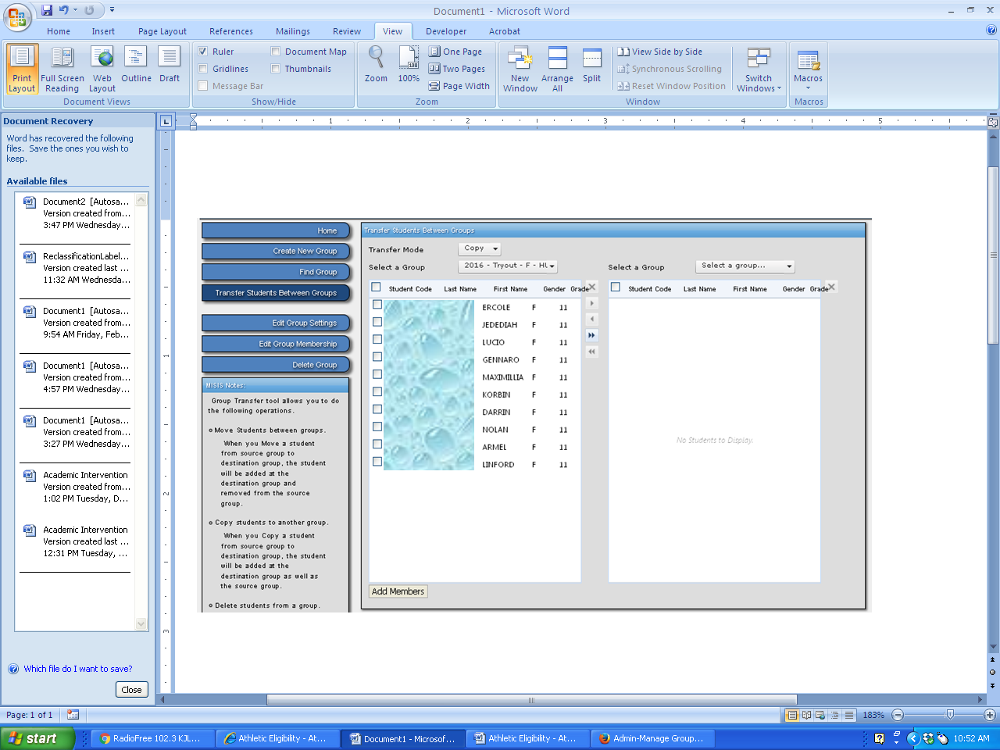 Document1 - Microsoft Word
Home Insert Page Layout References Mailings Review View Developer Acrobat
Print Layout
Full Screen Reading
Web Layout
Outline
Draft
Document Views
Ruler
Gridlines
Message Bar
Document Map
Thumbnails
Show/Hide
Zoom
100%
One Page
Two Pages
Page Width
Zoom
New Window
Arrange All
Split
View Side by Side
Synchronous Scrolling
Reset Window Position
Window
Switch Windows
Macros
Macros
Document Recovery
Word has recovered the following
files. Save the ones you wish to
keep.
Available files
Document2 [Autosa...
Version created from...
3:47 PM Wednesday...
ReclassificationLabel...
Version created last ...
11:32 AM Wednesda...
Document1 [Autosa...
Version created from...
9:54 AM Friday, Feb...
Document1 [Autosa...
Version created from...
4:57 PM Wednesday...
Document1 [Autosa...
Version created from...
3:27 PM Wednesday...
Academic Intervention
Version created from...
1:02 PM Tuesday, D...
Academic Intervention
Version created last ...
12:31 PM Tuesday, ...
Which file do I want to save?
Close
1 2 3 4 5
1
2
3
Home
Create New Group
Find Group
Transfer Students Between Groups
Edit Group Settings
Edit Group Membership
Delete Group
MISIS Notes:
Group Transfer tool allows you to do
the following operations.
Move Students between groups.
When you Move a student
from source group to
destination group, the student
will be added at the
destination group and
removed from the source
group.
Copy students to another group.
When you Copy a student
from source group to
destination group, the student
will be added at the
destination group as well as
the source group.
Delete students from a group.
Transfer Students Between Groups
Transfer Mode Copy
Select a Group 2016 - Tryout - F - HU
Select a Group Select a group...
Student Code Last Name First Name Gender Grade
Student Code Last Name First Name Gender Grade
ERCOLE F 11
JEDEDIAH F 11
LUCIO F 11
GENNARO F 11
MAXIMILLIA F 11
KORBIN F 11
DARRIN F 11
NOLAN F 11
ARMEL F 11
LINFORD F 11
No Students to Display.
Add Members
Page: 1 of 1
183%
start
RadioFree 102.3 KJL...
Athletic Eligibility - At...
Document1 - Microsof...
Athletic Eligibility - At...
Admin-Manage Group...
10:52 AM